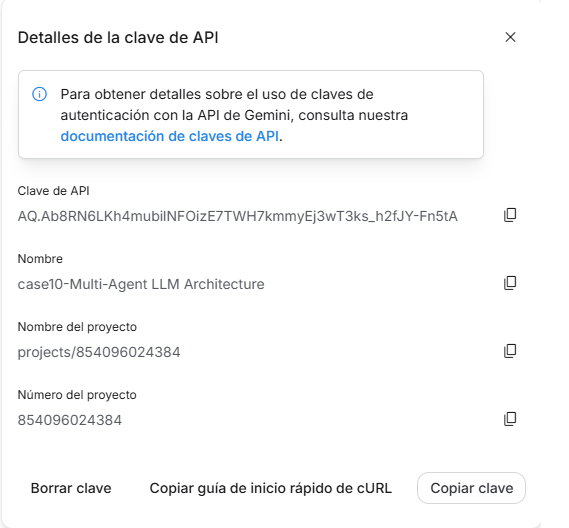 Detalles de la clave de API
Para obtener detalles sobre el uso de claves de
autenticación con la API de Gemini, consulta nuestra
documentación de claves de API.
Clave de API
AQ.Ab8RN6LKh4mubilNFOizE7TWH7kmmyEj3wT3ks_h2fJY-Fn5tA
Nombre
case10-Multi-Agent LLM Architecture
Nombre del proyecto
projects/854096024384
Número del proyecto
854096024384
Borrar clave
Copiar guía de inicio rápido de cURL
Copiar clave